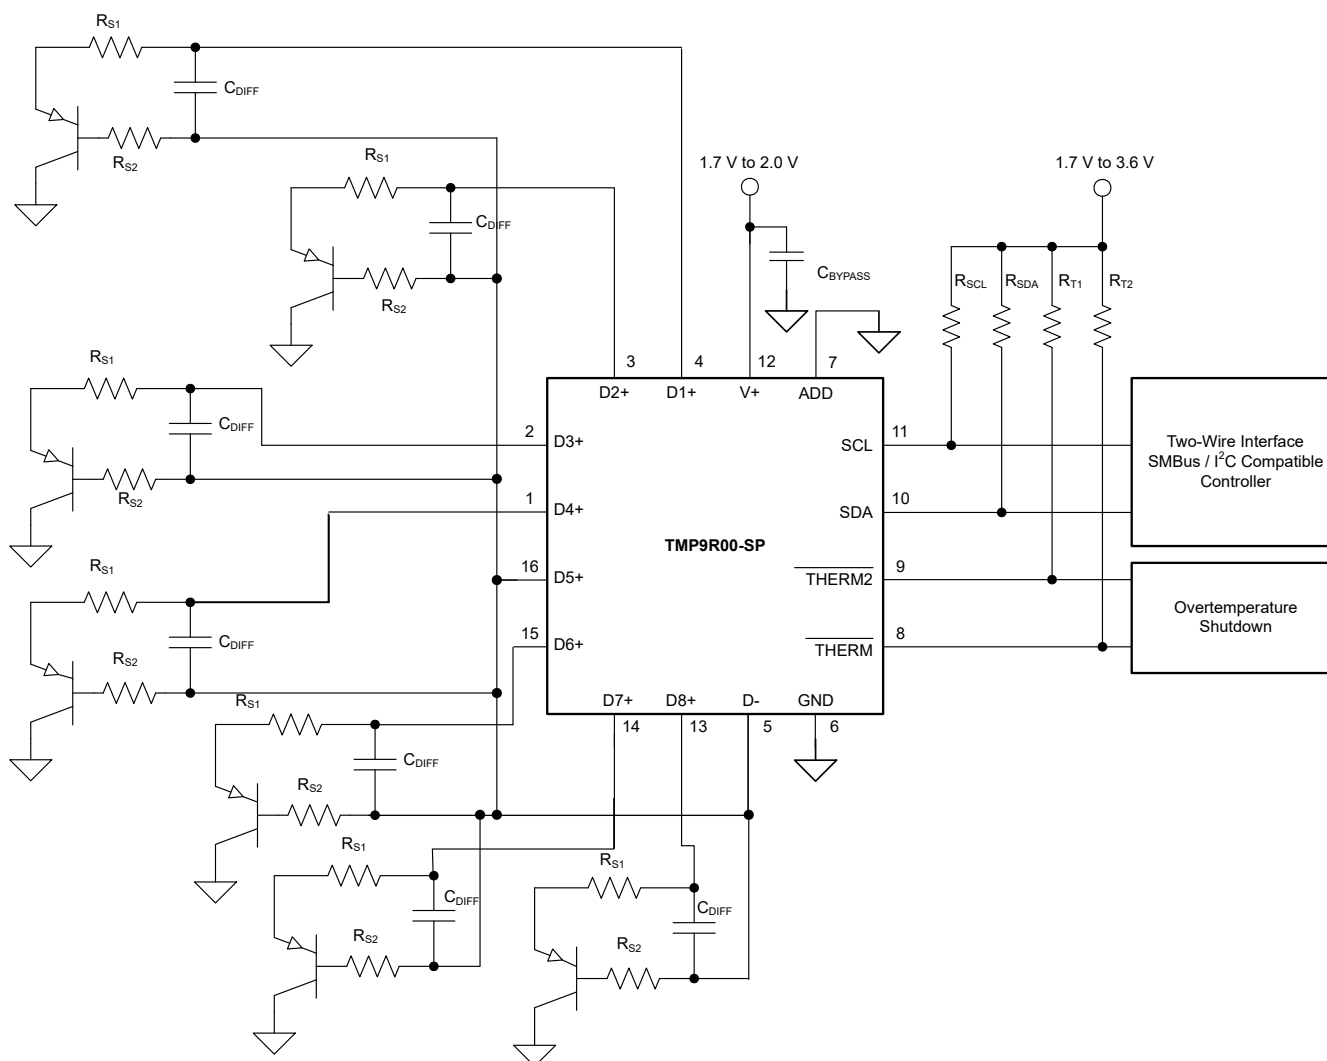 RS1
CDIFF
RS2
RS1
CDIFF
RS2
1.7 V to 2.0 V
1.7 V to 3.6 V
CBYPASS
RSCL
RSDA
RT1
RT2
3
4
12
7
D2+
D1+
V+
ADD
RS1
CDIFF
RS2
2
D3+
1
D4+
16
D5+
15
D6+
TMP9R00-SP
SCL
11
SDA
10
THERM2
9
THERM
8
Two-Wire Interface
SMBus / I2C Compatible
Controller
Overtemperature
Shutdown
RS1
CDIFF
RS2
D7+
D8+
D-
GND
14
13
5
6
RS1
CDIFF
RS2
RS1
CDIFF
RS2
RS1
CDIFF
RS2